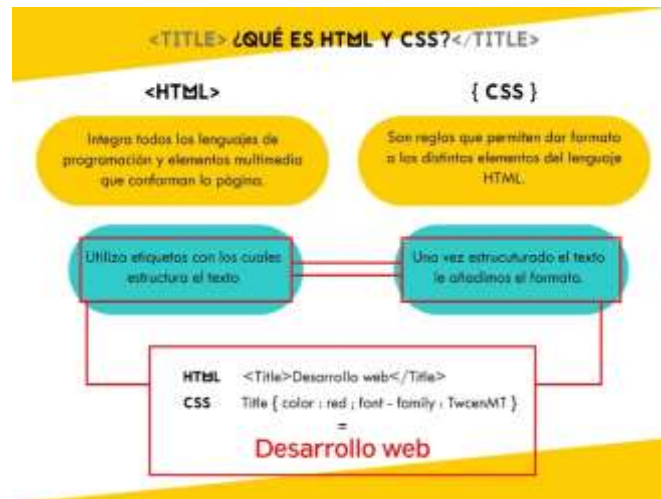 <TITLE> ¿QUÉ ES HTML Y CSS?</TITLE>
<HTML>
Integra todos los lenguajes de
programación y elementos multimedia
que conforman la página.
Utiliza etiquetas con los cuales
estructura el texto
{ CSS }
Son reglas que permiten dar formato
a los distintos elementos del lenguaje
HTML.
Una vez estrucuturado el texto
le añadimos el formato.
HTML <Title>Desarrollo web</Title>
CSS Title { color : red ; font - family : TwcenMT }
=
Desarrollo web